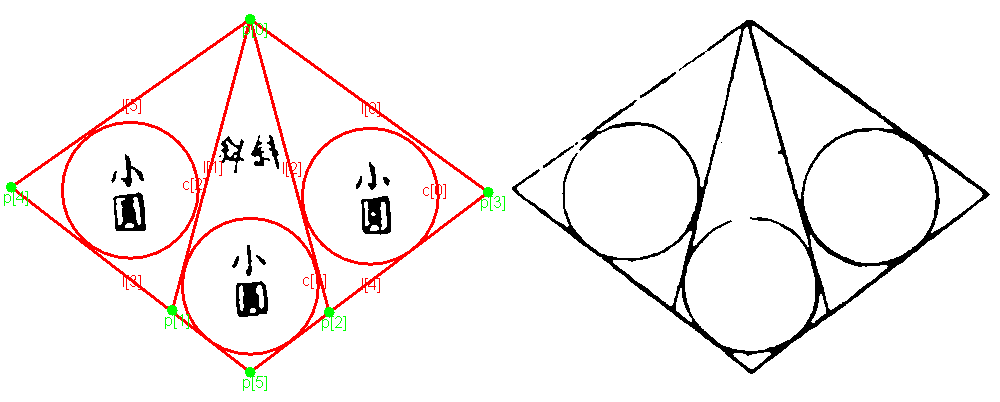 p[0]
l[5]
l[0]
斜 斜
l[1]
l[2]
小
圓
小
圓
c[2]
c[0]
p[4]
p[3]
小
圓
l[3]
c[1]
l[4]
p[1]
p[2]
p[5]